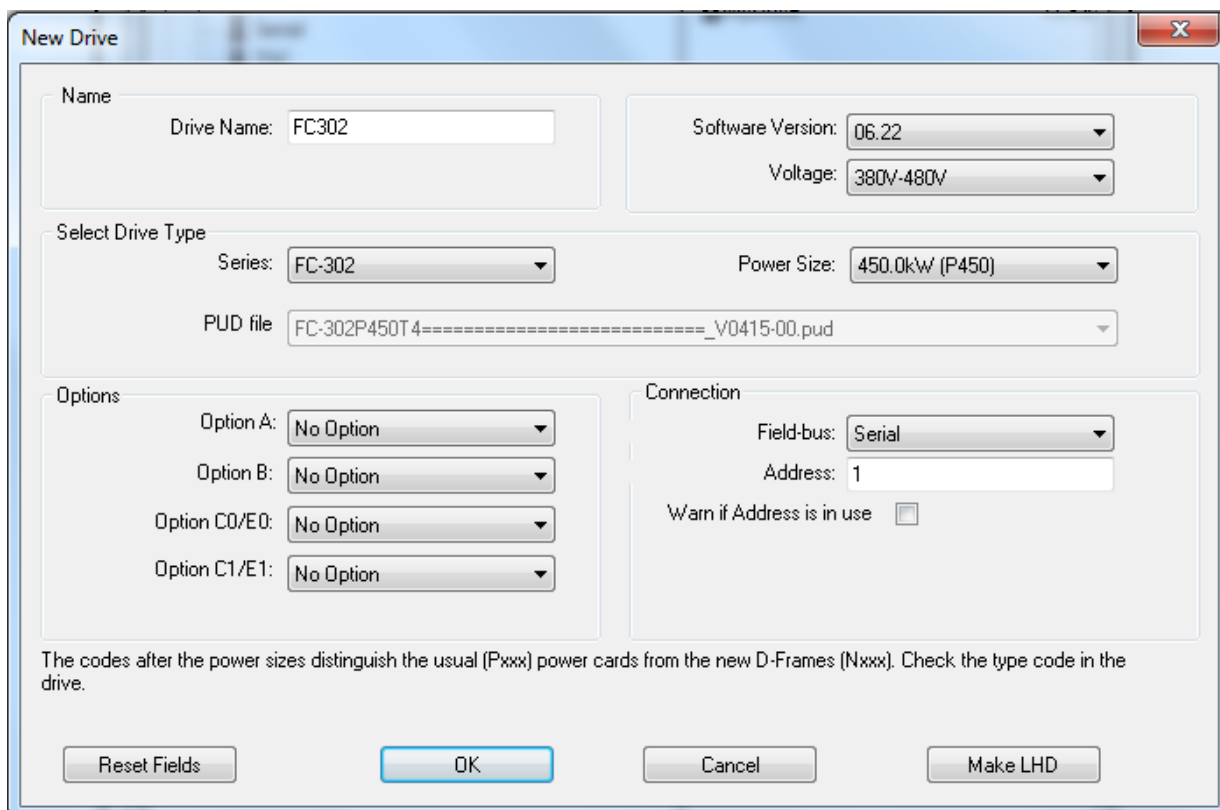 New Drive
Name
Drive Name: FC302
Software Version: 06.22
Voltage: 380V-480V
Select Drive Type
Series: FC-302
Power Size: 450.0kW (P450)
PUD file FC-302P450T4===========================_V0415-00.pud
Options
Option A: No Option
Option B: No Option
Option C0/E0: No Option
Option C1/E1: No Option
Connection
Field-bus: Serial
Address: 1
Warn if Address is in use
The codes after the power sizes distinguish the usual (Pxxx) power cards from the new D-Frames (Nxxx). Check the type code in the
drive.
Reset Fields
OK
Cancel
Make LHD